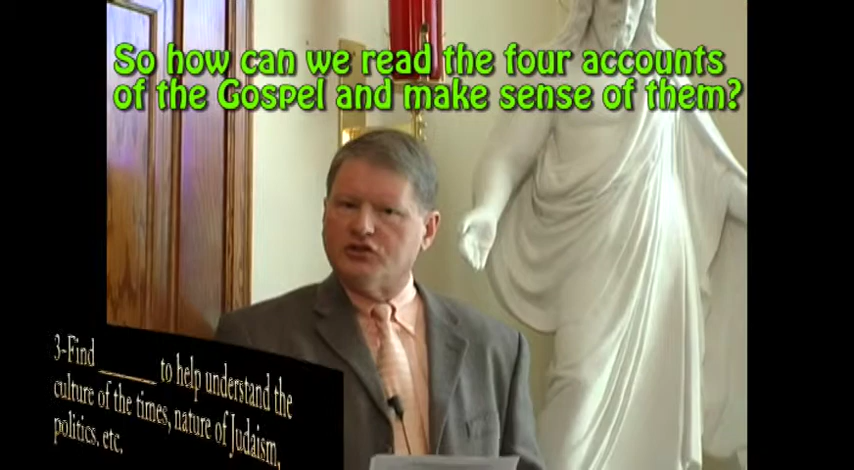 So how can we read the four accounts
of the Gospel and make sense of them?
3-Find ______ to help understand the
culture of the times, nature of Judaism,
politics. etc.